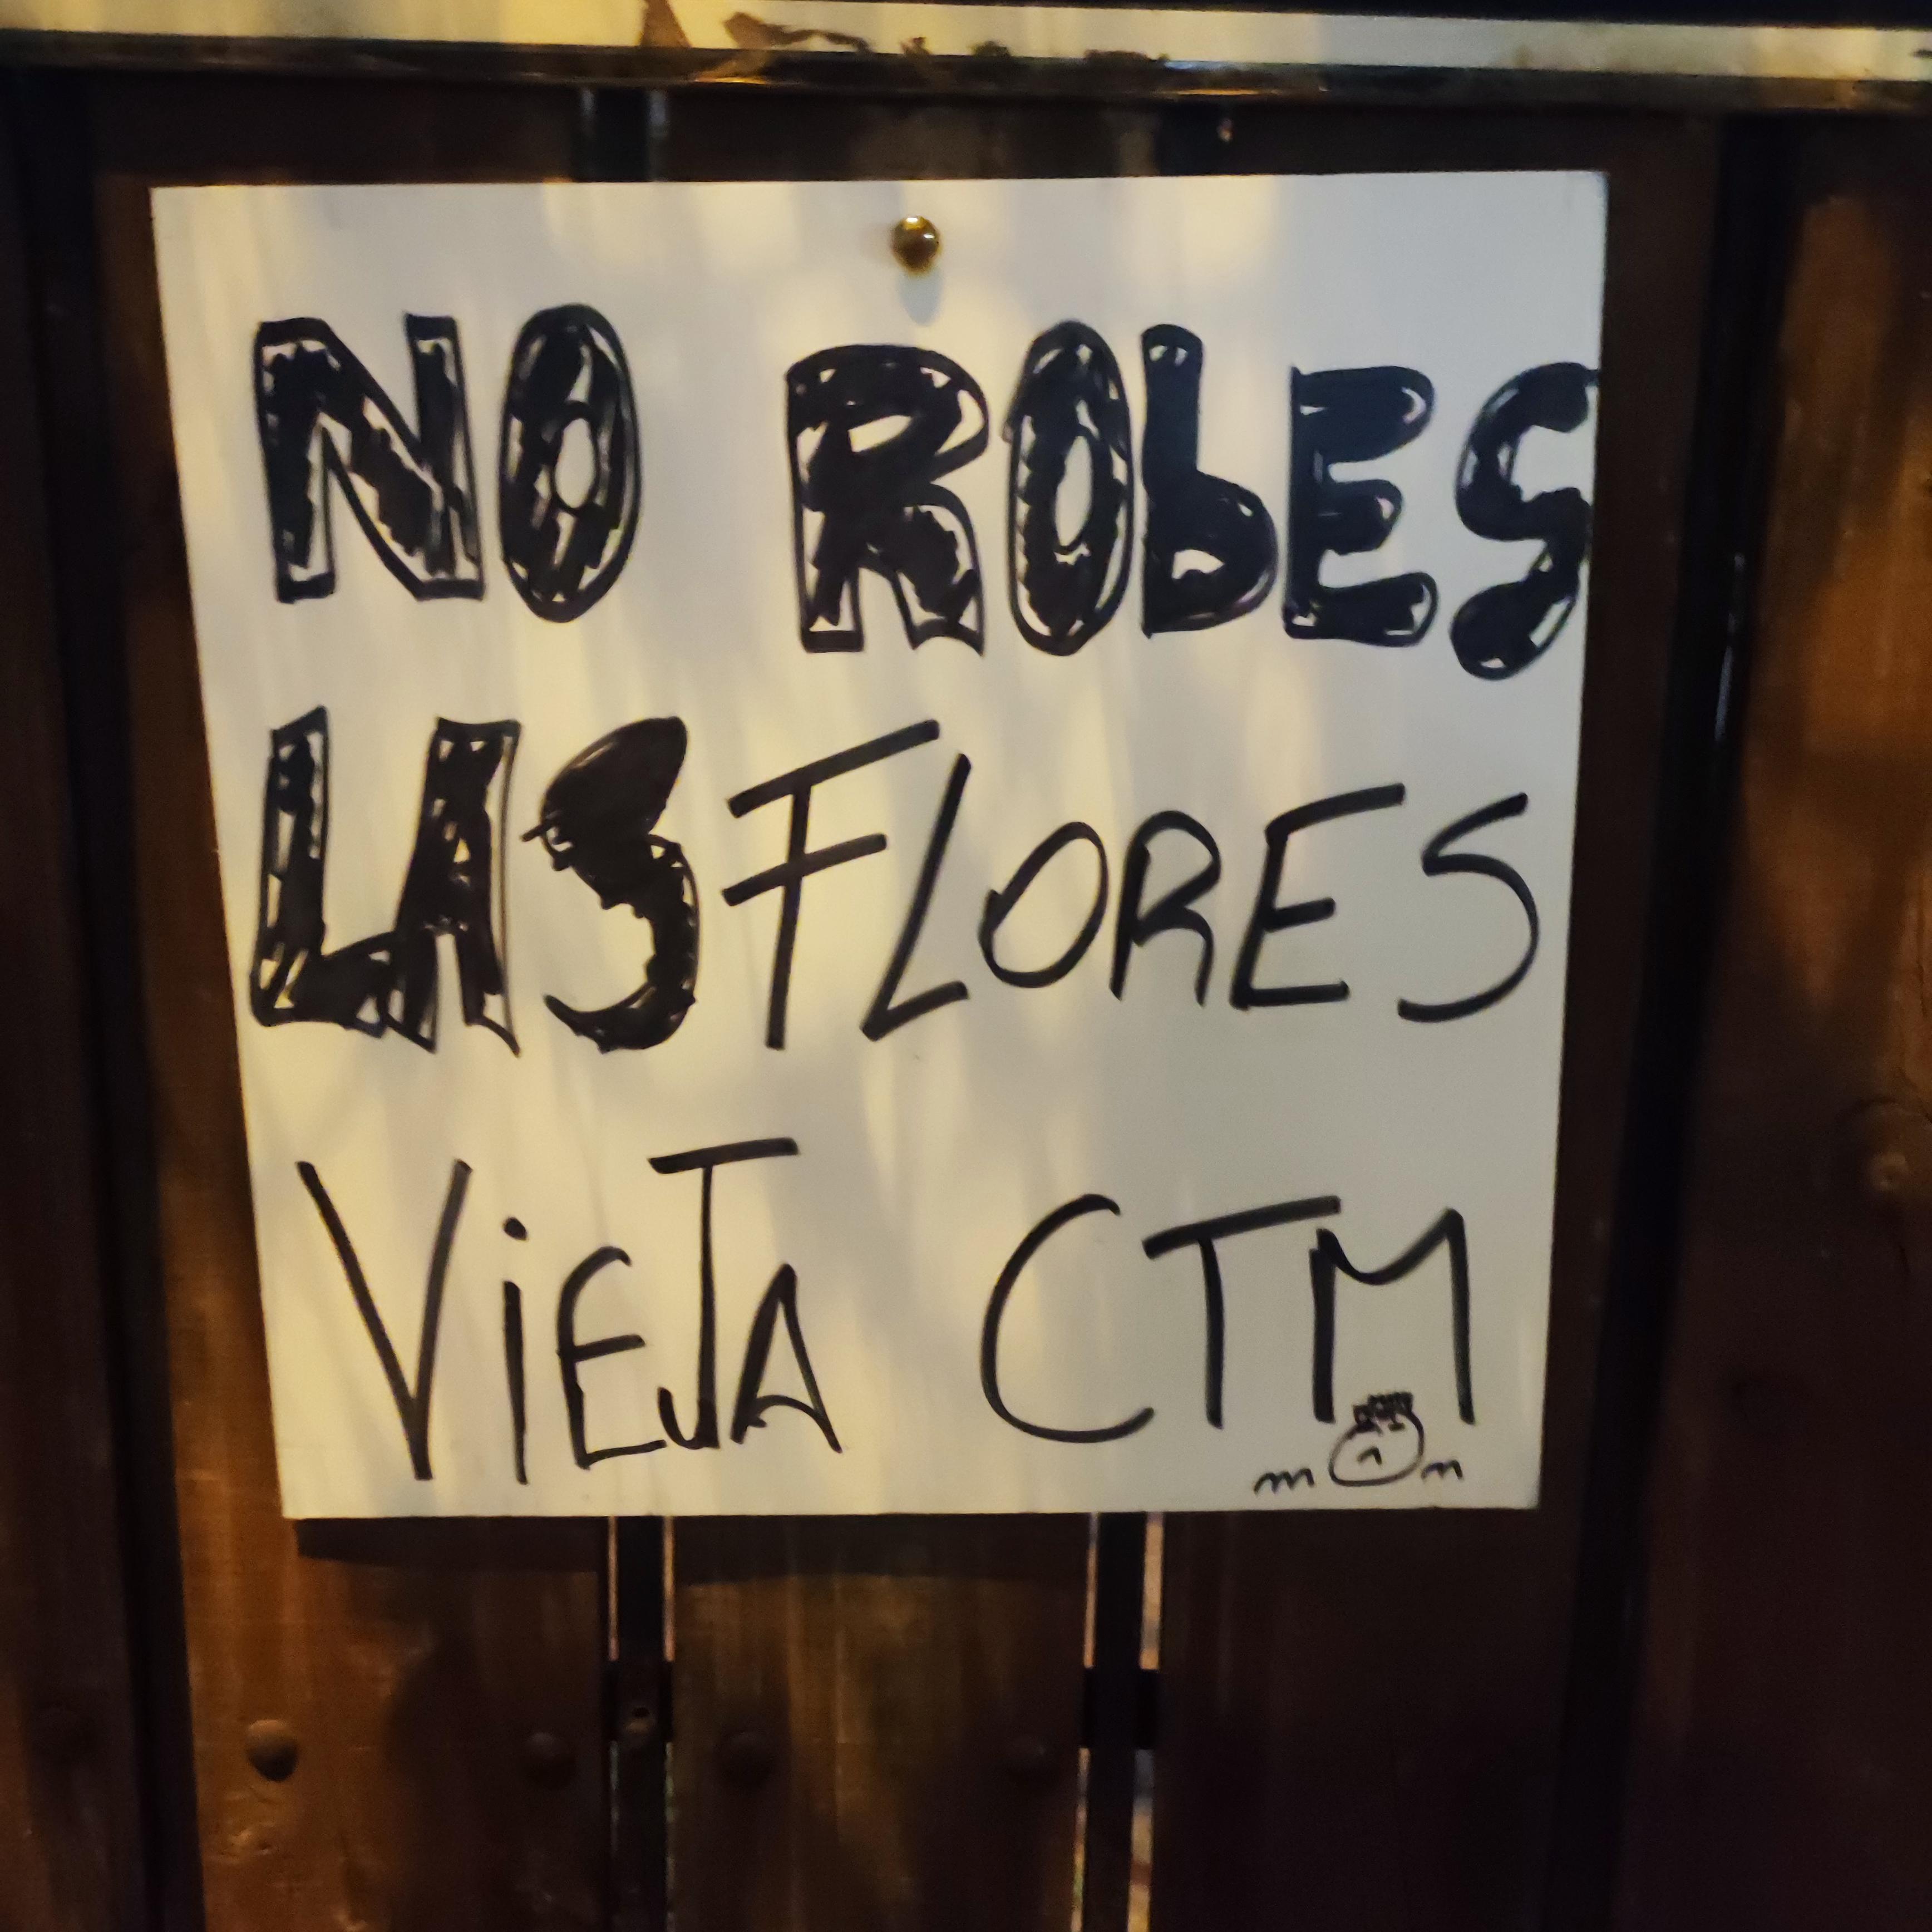 NO RObES
LAS FLORES
ViEJA CTM